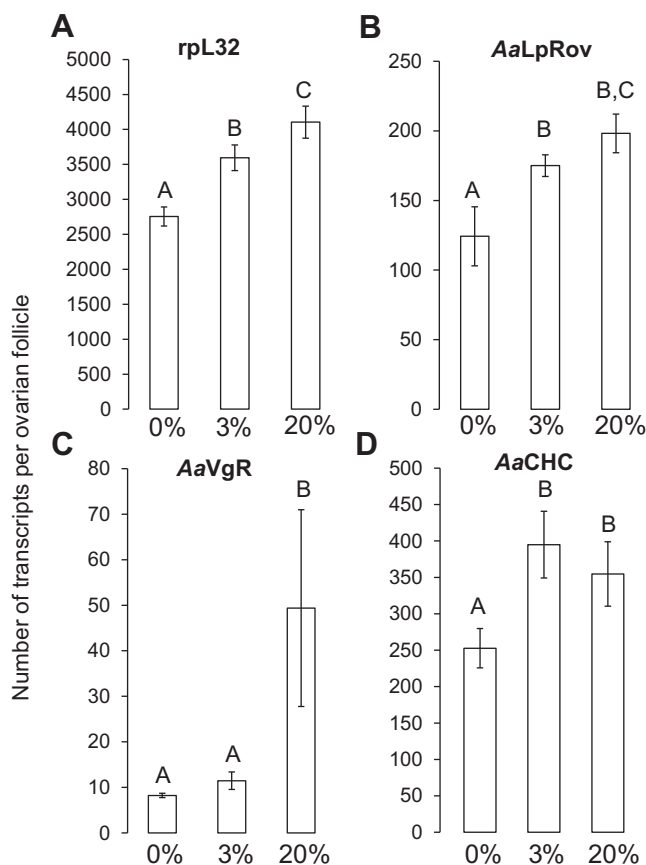 Number of transcripts per ovarian follicle
A
rpL32
5000
4500
4000
3500
3000
2500
2000
1500
1000
500
0
A
B
C
0% 3% 20%
B
AaLpRov
250
200
150
100
50
0
A
B
B,C
0% 3% 20%
C
AaVgR
80
70
60
50
40
30
20
10
0
A
A
B
0% 3% 20%
D
AaCHC
500
450
400
350
300
250
200
150
100
50
0
A
B
B
0% 3% 20%